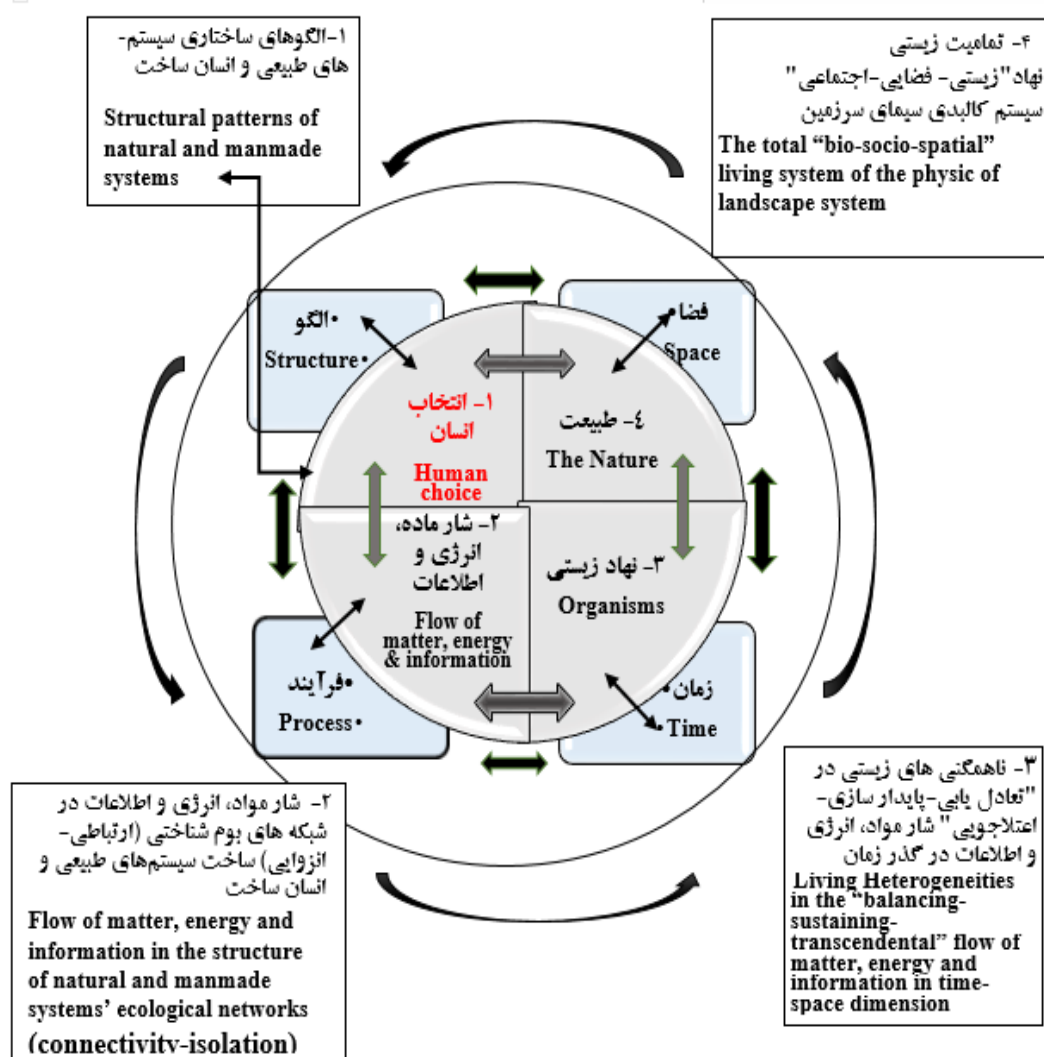 ۱-الگوهای ساختاری سیستم-
های طبیعی و انسان ساخت
Structural patterns of
natural and manmade
systems
۴- تمامیت زیستی
نهاد"زیستی- فضایی-اجتماعی"
سیستم کالبدی سیمای سرزمین
The total “bio-socio-spatial”
living system of the physic of
landscape system
•الگو
Structure•
فضا•
Space
۱- انتخاب
انسان
Human
choice
٤- طبیعت
The Nature
۲- شار ماده،
انرژی و
اطلاعات
Flow of
matter, energy
& information
۳- نهاد زیستی
Organisms
•فرآیند
Process•
زمان•
•Time
۲- شار مواد، انرژی و اطلاعات در
شبکه های بوم شناختی (ارتباطی-
انزوایی) ساخت سیستم‌های طبیعی و
انسان ساخت
Flow of matter, energy and
information in the structure
of natural and manmade
systems’ ecological networks
(connectivity-isolation)
۳- ناهمگنی های زیستی در
"تعادل یابی-پایدار سازی-
اعتلاجویی" شار مواد، انرژی
و اطلاعات در گذر زمان
Living Heterogeneities
in the “balancing-
sustaining-
transcendental” flow of
matter, energy and
information in time-
space dimension